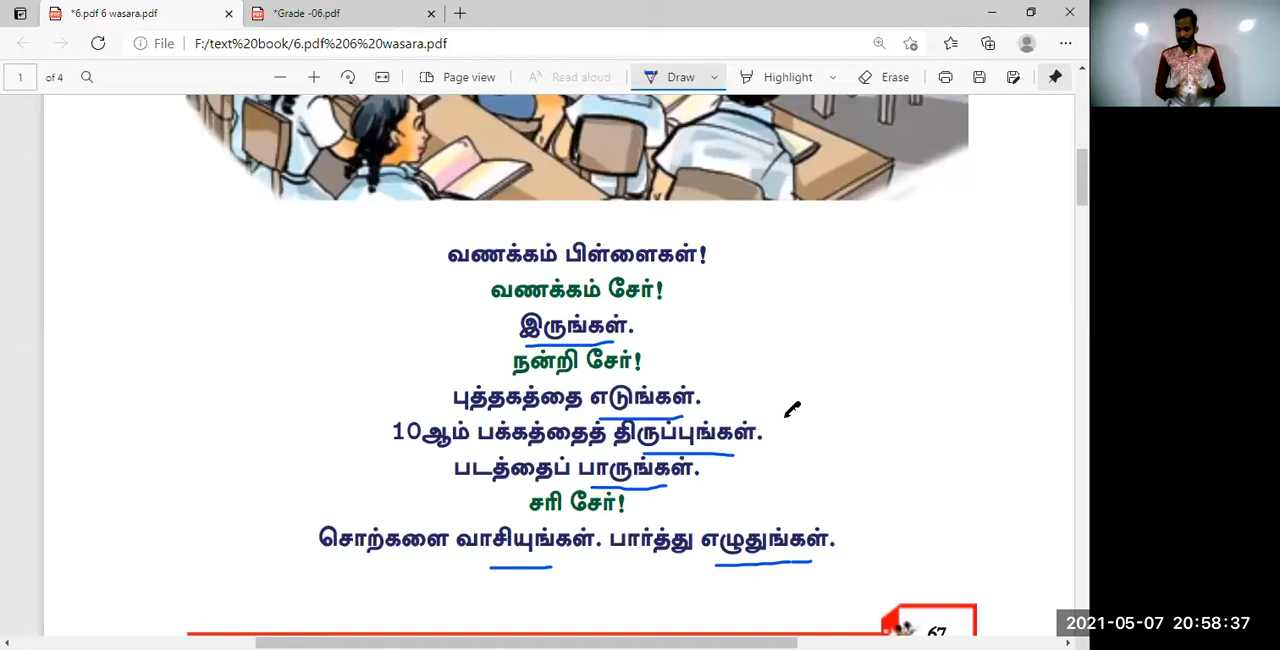 *6.pdf 6 wasara.pdf
*Grade -06.pdf
File F:/text%20book/6.pdf%206%20wasara.pdf
1 of 4 Page view Read aloud Draw Highlight Erase
வணக்கம் பிள்ளைகள்!
வணக்கம் சேர்!
இருங்கள்.
நன்றி சேர்!
புத்தகத்தை எடுங்கள்.
10ஆம் பக்கத்தைத் திருப்புங்கள்.
படத்தைப் பாருங்கள்.
சரி சேர்!
சொற்களை வாசியுங்கள். பார்த்து எழுதுங்கள்.
67
2021-05-07 20:58:37